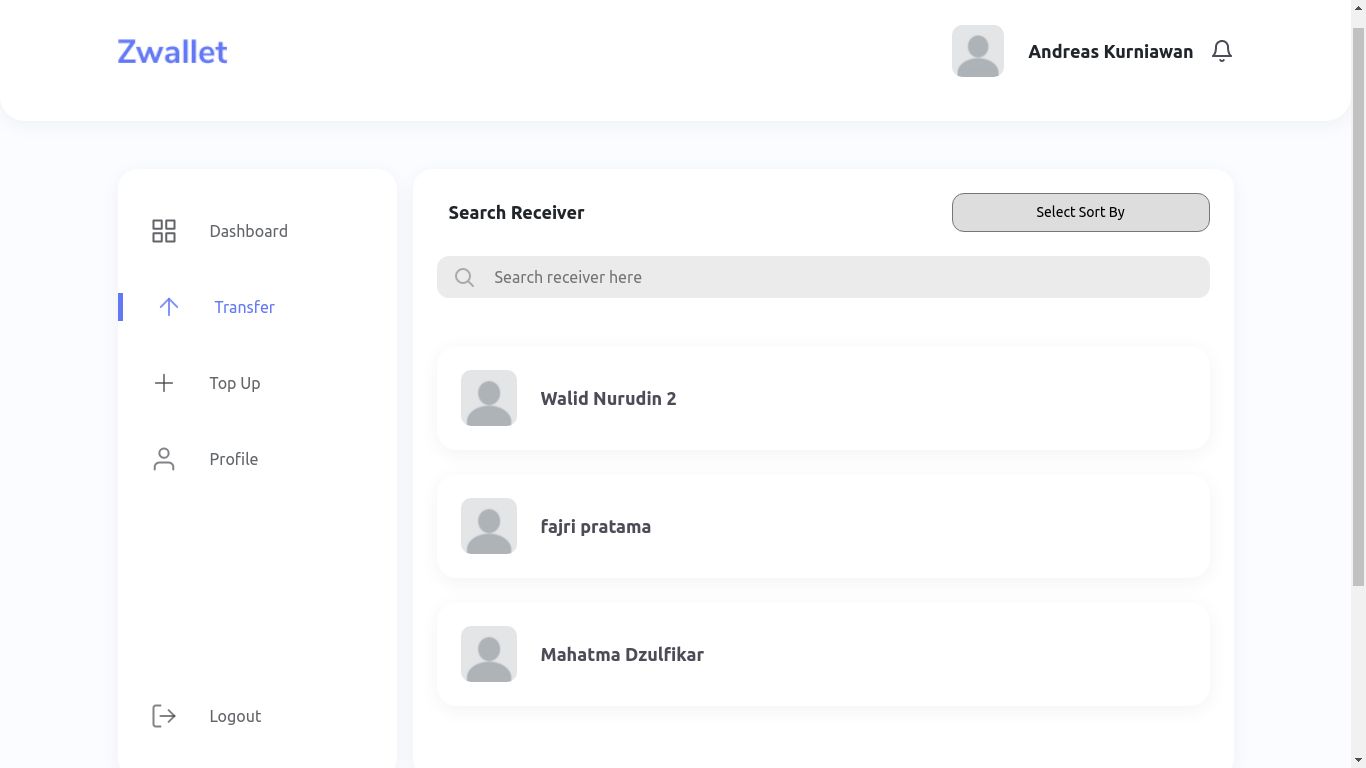 Zwallet
Andreas Kurniawan
Dashboard
Transfer
Top Up
Profile
Logout
Search Receiver
Select Sort By
Search receiver here
Walid Nurudin 2
fajri pratama
Mahatma Dzulfikar